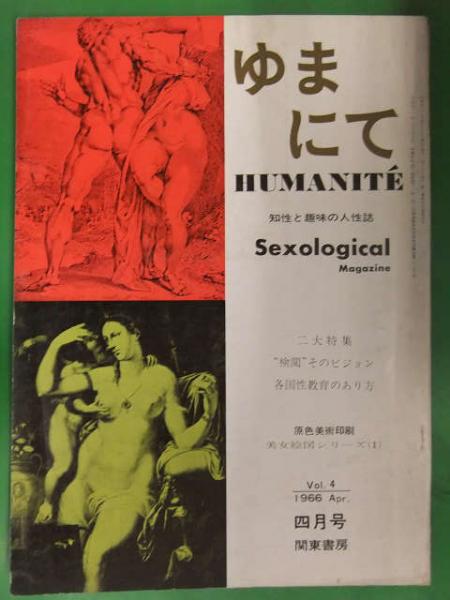 ゆま
にて
HUMANITÉ
知性と趣味の人性誌
Sexological
Magazine
二大特集
"検閲"そのビジョン
各国性教育のあり方
原色美術印刷
美女絵図シリーズ(1)
Vol. 4
1966 Apr.
四月号
関東書房